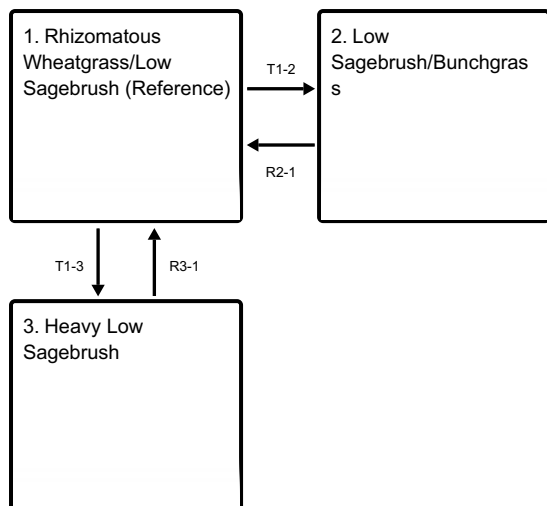 1. Rhizomatous
Wheatgrass/Low
Sagebrush (Reference)
T1-2
2. Low
Sagebrush/Bunchgras
s
R2-1
T1-3
R3-1
3. Heavy Low
Sagebrush